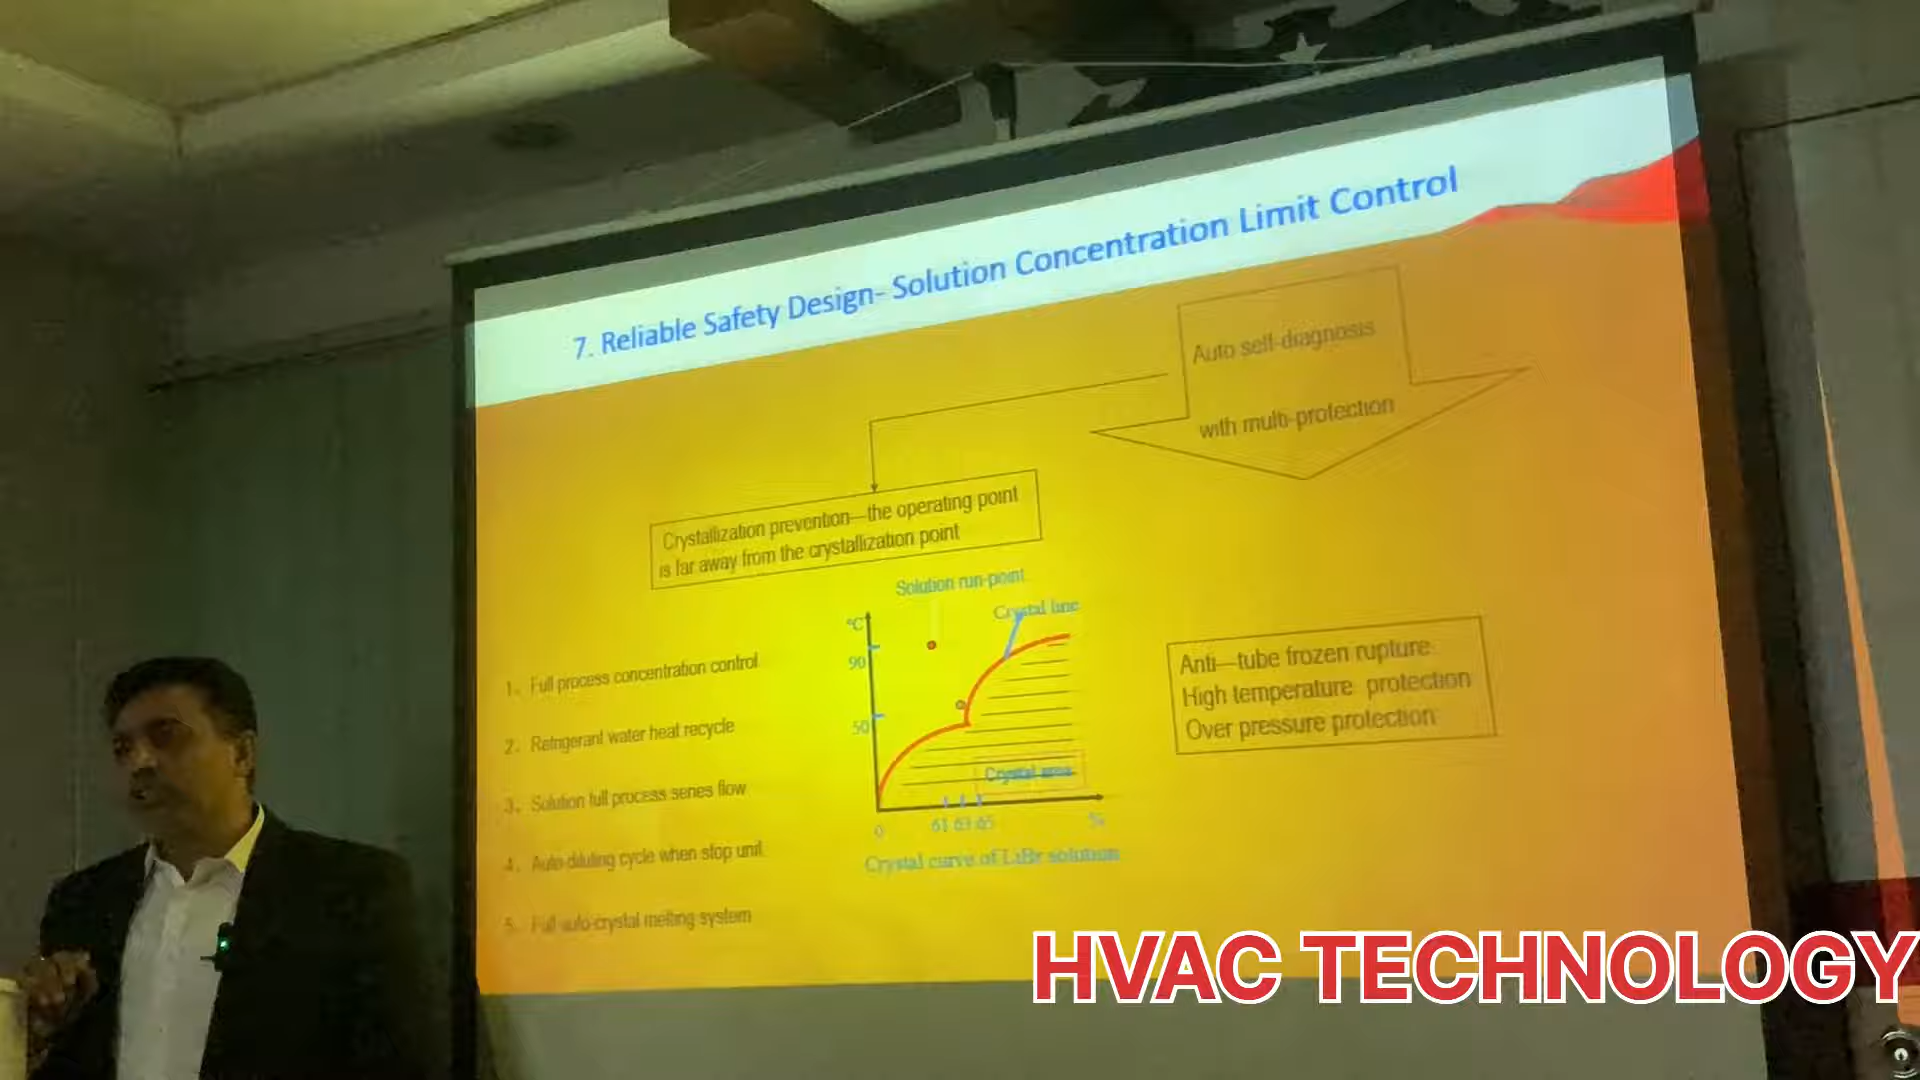 7. Reliable Safety Design- Solution Concentration Limit Control
Auto self-diagnosis
with multi-protection
Crystallization prevention—the operating point
is far away from the crystallization point
1. Full process concentration control
2. Refrigerant water heat recycle
3. Solution full process series flow
4. Auto-diluting cycle when stop unit
5. Full-auto-crystal melting system
Solution run-point
Crystal line
°C
90
50
Crystal area
0
61 63 65
%
Crystal curve of LiBr solution
Anti—tube frozen rupture
High temperature protection
Over pressure protection
HVAC TECHNOLOGY